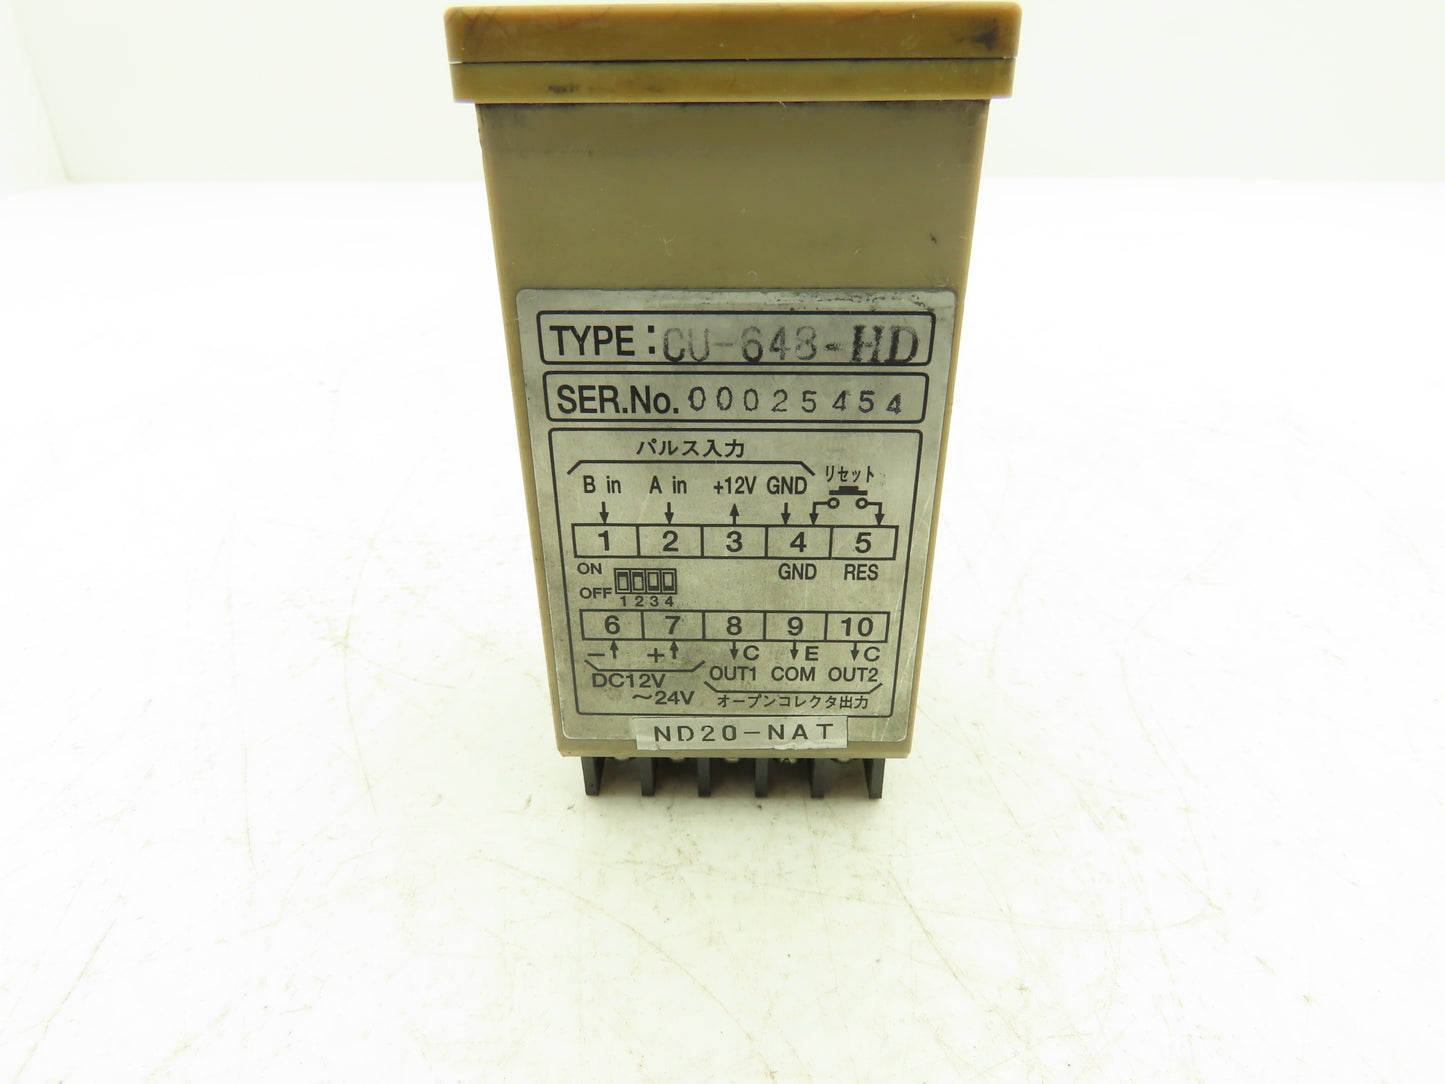 TYPE: CU-648-HD
SER.No. 00025454
パルス入力
B in A in +12V GND リセット
1 2 3 4 5
ON GND RES
OFF
1 2 3 4
6 7 8 9 10
− + C E C
DC12V OUT1 COM OUT2
～24V オープンコレクタ出力
ND20-NAT